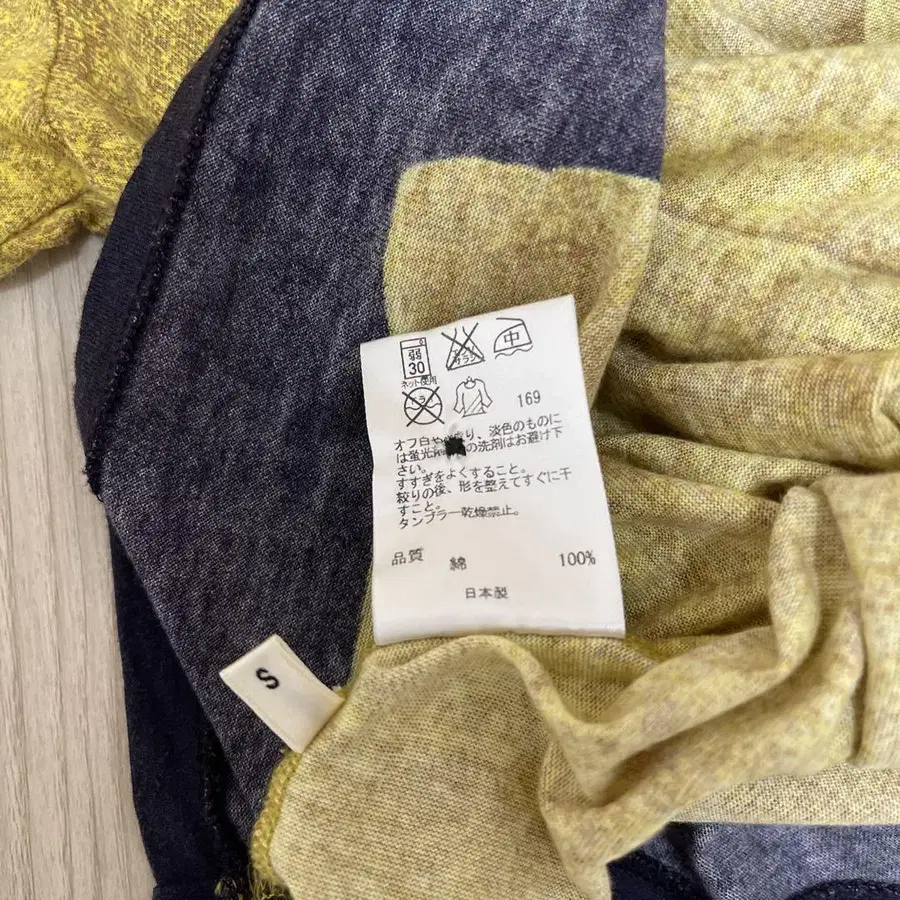 弱
30
ネット使用
中
169
オフ白や り、淡色のものに
は蛍光 の洗剤はお避け下
さい。
すすぎをよくすること。
絞りの後、形を整えてすぐに干
すこと。
タンブラー乾燥禁止。
品質 綿 100%
日本製
S